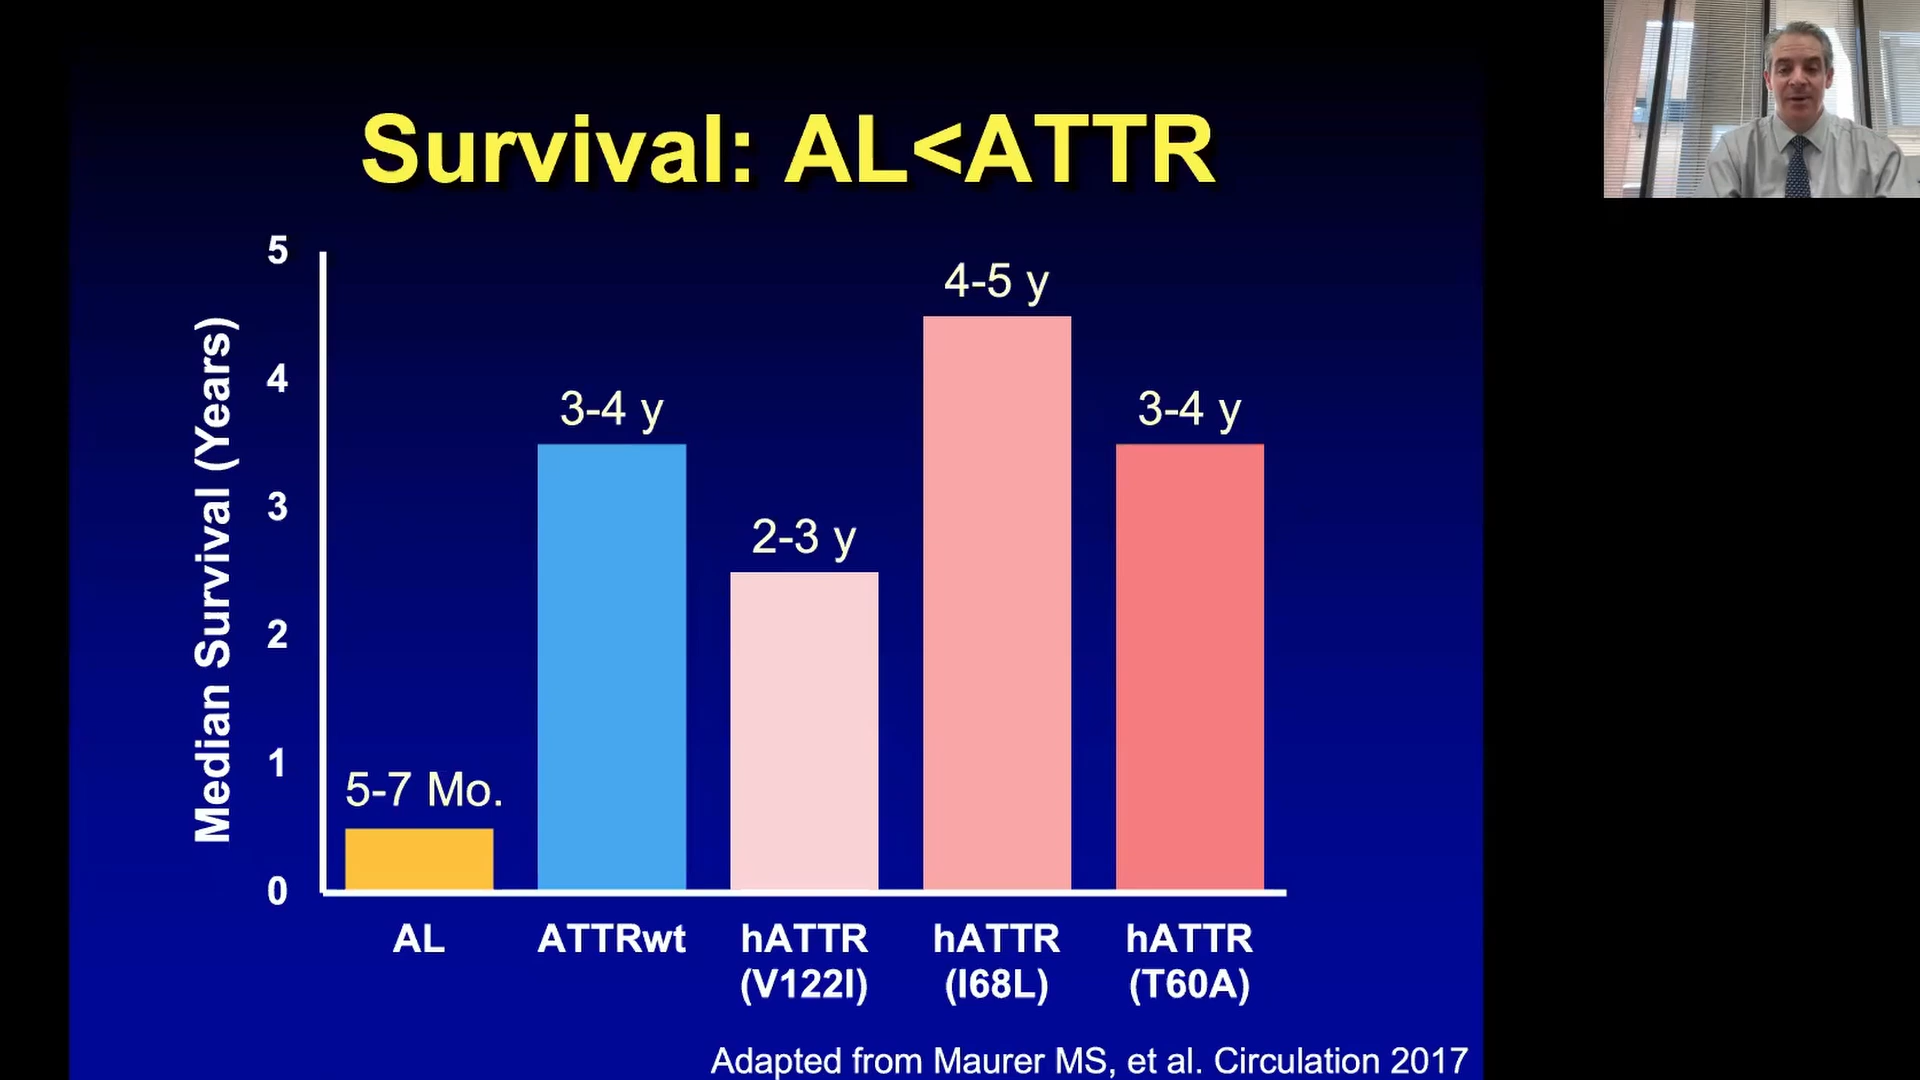 Survival: AL<ATTR
Median Survival (Years)
5
4
3
2
1
0
5-7 Mo.
3-4 y
2-3 y
4-5 y
3-4 y
AL
ATTRwt
hATTR
(V122I)
hATTR
(I68L)
hATTR
(T60A)
Adapted from Maurer MS, et al. Circulation 2017